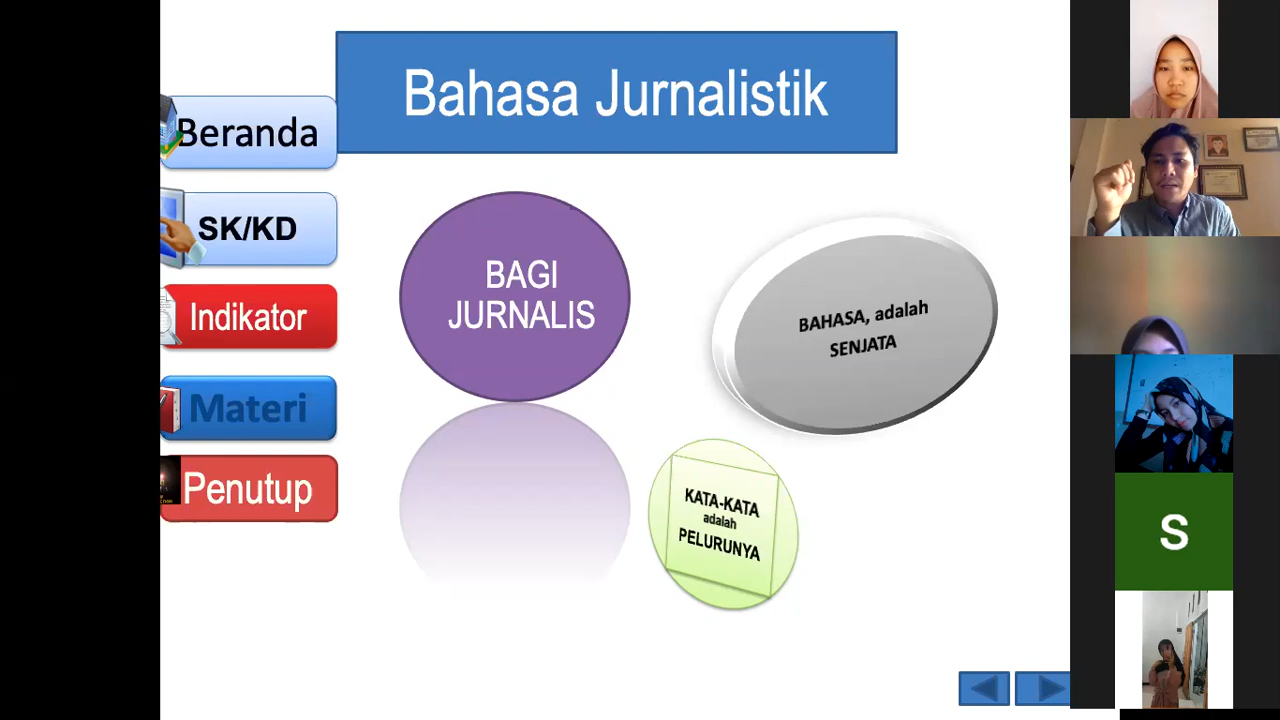 Bahasa Jurnalistik
Beranda
SK/KD
Indikator
Materi
Penutup
BAGI
JURNALIS
BAHASA, adalah
SENJATA
KATA-KATA
adalah
PELURUNYA
S